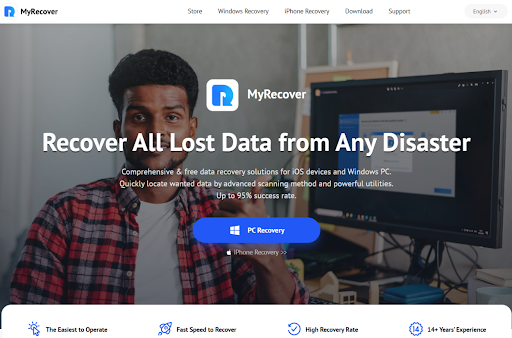 MyRecover
Store Windows Recovery iPhone Recovery Download Support
English
MyRecover
Recover All Lost Data from Any Disaster
Comprehensive & free data recovery solutions for iOS devices and Windows PC.
Quickly locate wanted data by advanced scanning method and powerful utilities.
Up to 95% success rate.
PC Recovery
iPhone Recovery >>
The Easiest to Operate
Fast Speed to Recover
High Recovery Rate
14
14+ Years' Experience